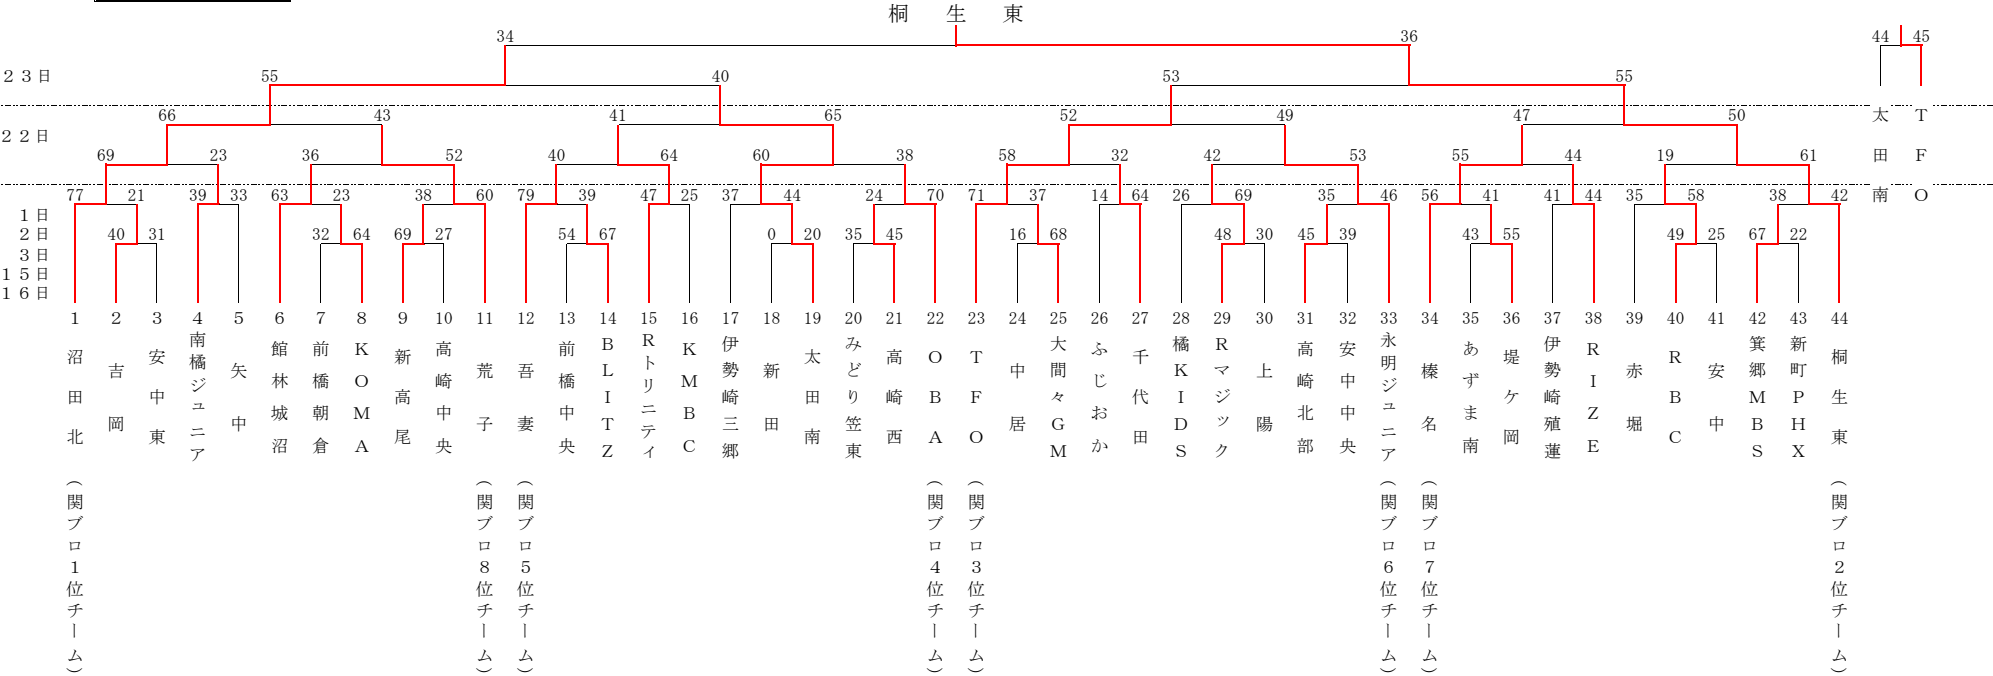 桐 生 東
34 36 44 45
２３日 55 40 53 55
66 43 41 65 52 49 47 50
２２日
69 23 36 52 40 64 60 38 58 32 42 53 55 44 19 61
77 21 39 33 63 23 38 60 79 39 47 25 37 44 24 70 71 37 14 64 26 69 35 46 56 41 41 44 35 58 38 42
１日
２日 40 31 32 64 69 27 54 67 0 20 35 45 16 68 48 30 45 39 43 55 49 25 67 22
３日
１５日
１６日
太田南
ＴＦＯ
1 2 3 4 5 6 7 8 9 10 11 12 13 14 15 16 17 18 19 20 21 22 23 24 25 26 27 28 29 30 31 32 33 34 35 36 37 38 39 40 41 42 43 44
沼田北
吉岡
安中東
南橘ジュニア
矢中
館林城沼
前橋朝倉
ＫＯＭＡ
新高尾
高崎中央
荒子
吾妻
前橋中央
ＢＬＩＴＺ
Ｒトリニティ
ＫＭＢＣ
伊勢崎三郷
新田
太田南
みどり笠東
高崎西
ＯＢＡ
ＴＦＯ
中居
大間々ＧＭ
ふじおか
千代田
橘ＫＩＤＳ
Ｒマジック
上陽
高崎北部
安中中央
永明ジュニア
榛名
あずま南
堤ケ岡
伊勢崎殖蓮
ＲＩＺＥ
赤堀
ＲＢＣ
安中
箕郷ＭＢＳ
新町ＰＨＸ
桐生東
（関ブロ１位チーム）
（関ブロ８位チーム）
（関ブロ５位チーム）
（関ブロ４位チーム）
（関ブロ３位チーム）
（関ブロ６位チーム）
（関ブロ７位チーム）
（関ブロ２位チーム）